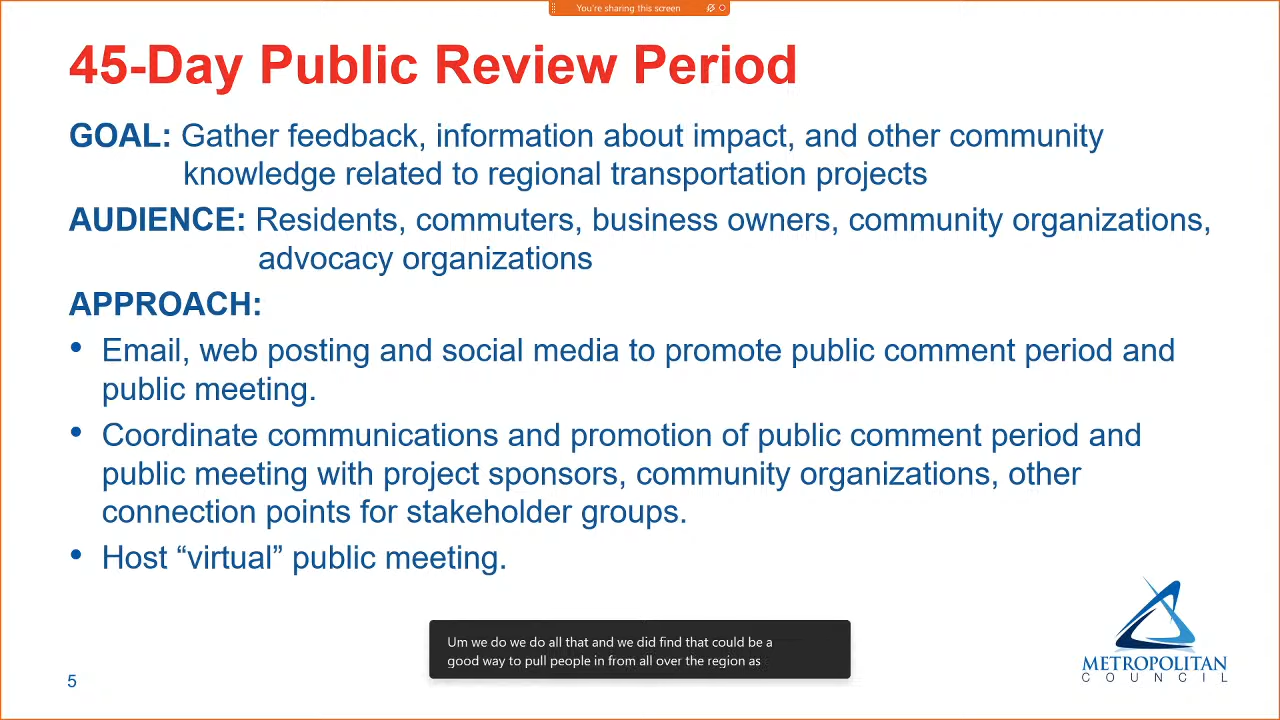 You're sharing this screen
45-Day Public Review Period
GOAL: Gather feedback, information about impact, and other community
knowledge related to regional transportation projects
AUDIENCE: Residents, commuters, business owners, community organizations,
advocacy organizations
APPROACH:
• Email, web posting and social media to promote public comment period and
public meeting.
• Coordinate communications and promotion of public comment period and
public meeting with project sponsors, community organizations, other
connection points for stakeholder groups.
• Host “virtual” public meeting.
Um we do we do all that and we did find that could be a
good way to pull people in from all over the region as
METROPOLITAN
COUNCIL
5